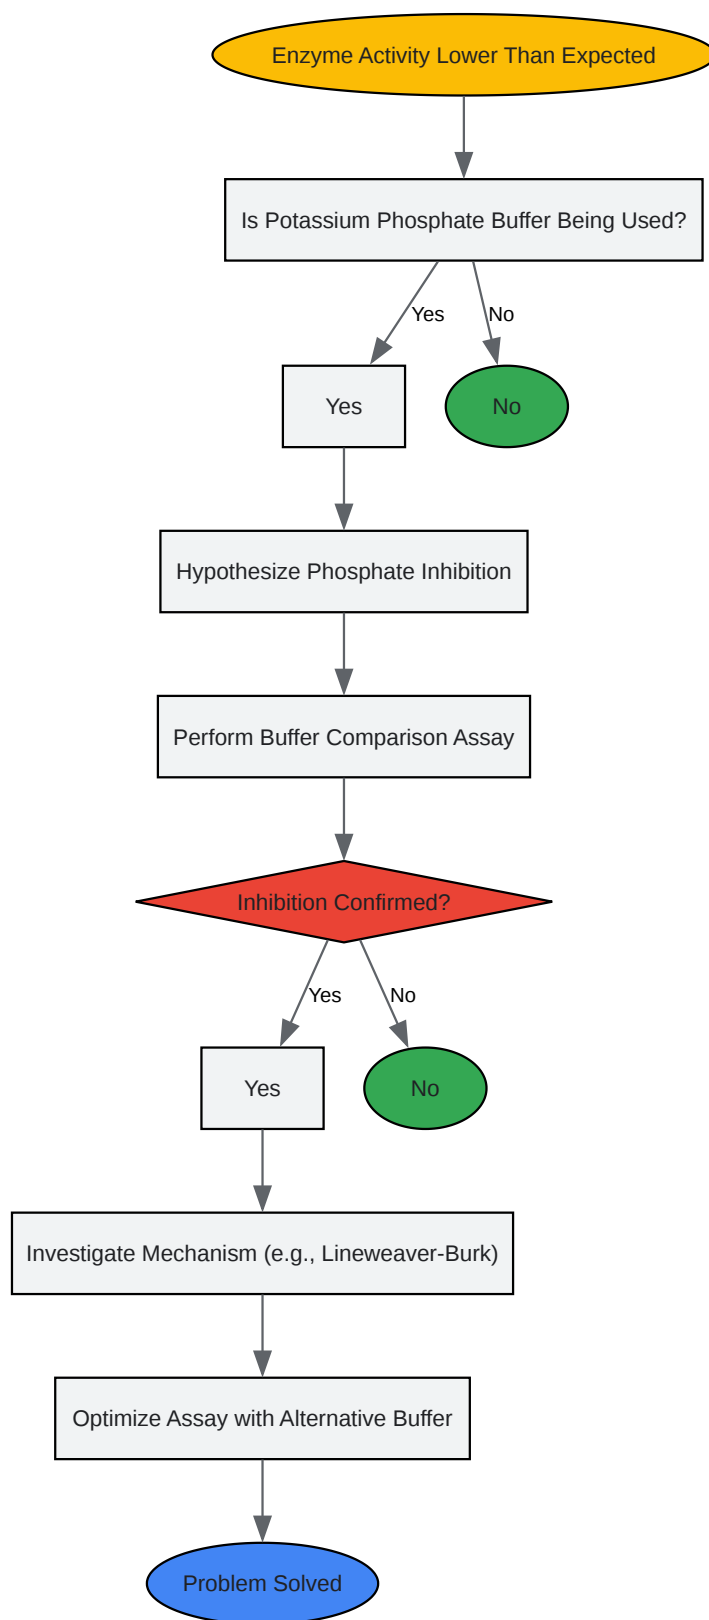 Enzyme Activity Lower Than Expected
Is Potassium Phosphate Buffer Being Used?
Yes
No
Yes
No
Hypothesize Phosphate Inhibition
Perform Buffer Comparison Assay
Inhibition Confirmed?
Yes
No
Yes
No
Investigate Mechanism (e.g., Lineweaver-Burk)
Optimize Assay with Alternative Buffer
Problem Solved